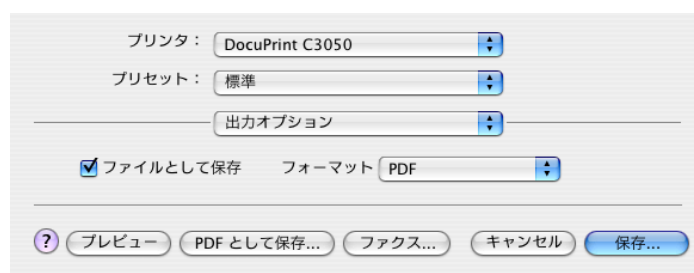 プリンタ： DocuPrint C3050
プリセット： 標準
出力オプション
ファイルとして保存 フォーマット PDF
? プレビュー PDF として保存... ファクス... キャンセル 保存...